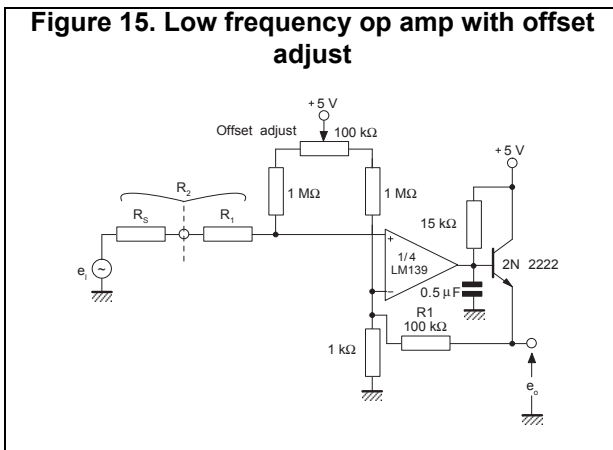 Figure 15. Low frequency op amp with offset
adjust
+5 V
Offset adjust
100 kΩ
+5 V
R2
1 MΩ
1 MΩ
RS
R1
15 kΩ
+
1/4
LM139
2N 2222
eI
−
0.5 µF
R1
100 kΩ
1 kΩ
eo